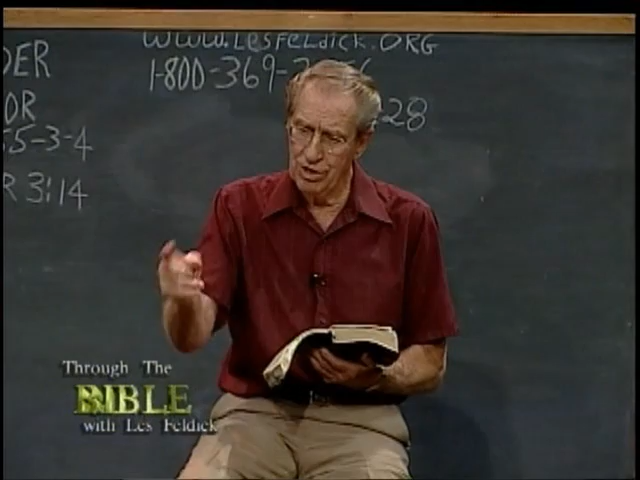 WWW.LESFELDICK.ORG
1-800-369-
DER
-28
OR
55-3-4
R 3:14
Through The
BIBLE
with Les Feldick